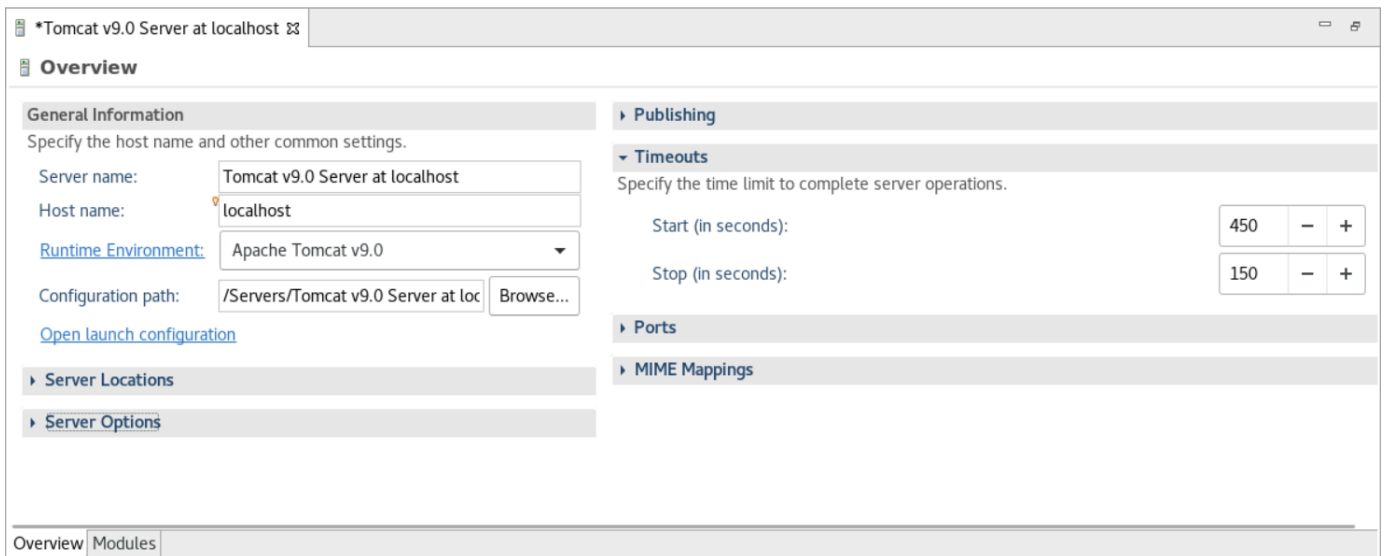 *Tomcat v9.0 Server at localhost
Overview
General Information
Specify the host name and other common settings.
Server name: Tomcat v9.0 Server at localhost
Host name: localhost
Runtime Environment: Apache Tomcat v9.0
Configuration path: /Servers/Tomcat v9.0 Server at loc Browse...
Open launch configuration
Server Locations
Server Options
Publishing
Timeouts
Specify the time limit to complete server operations.
Start (in seconds): 450 − +
Stop (in seconds): 150 − +
Ports
MIME Mappings
Overview Modules